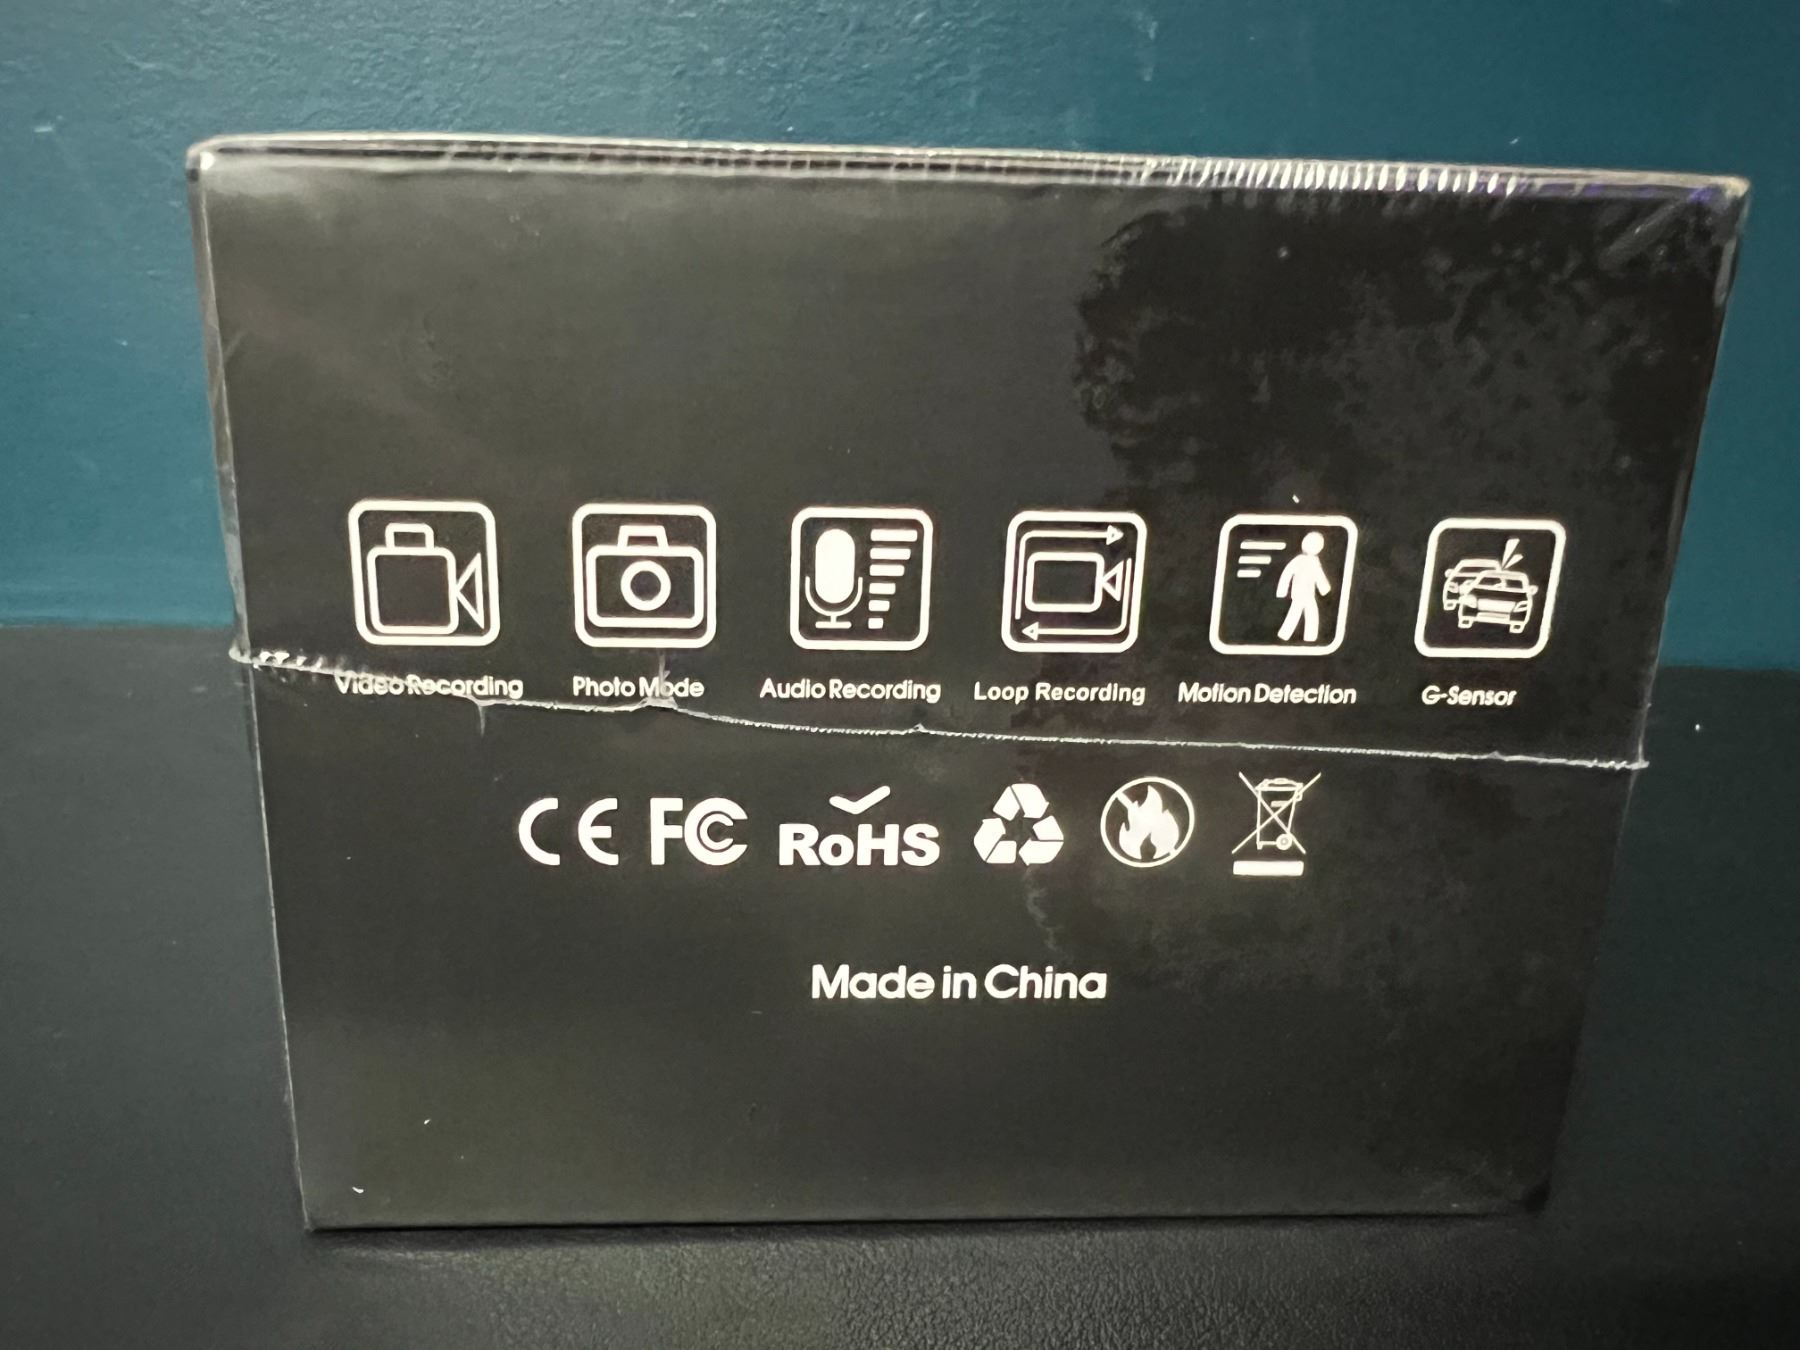 Video Recording Photo Mode Audio Recording Loop Recording Motion Detection G-Sensor
CE FC RoHS
Made in China